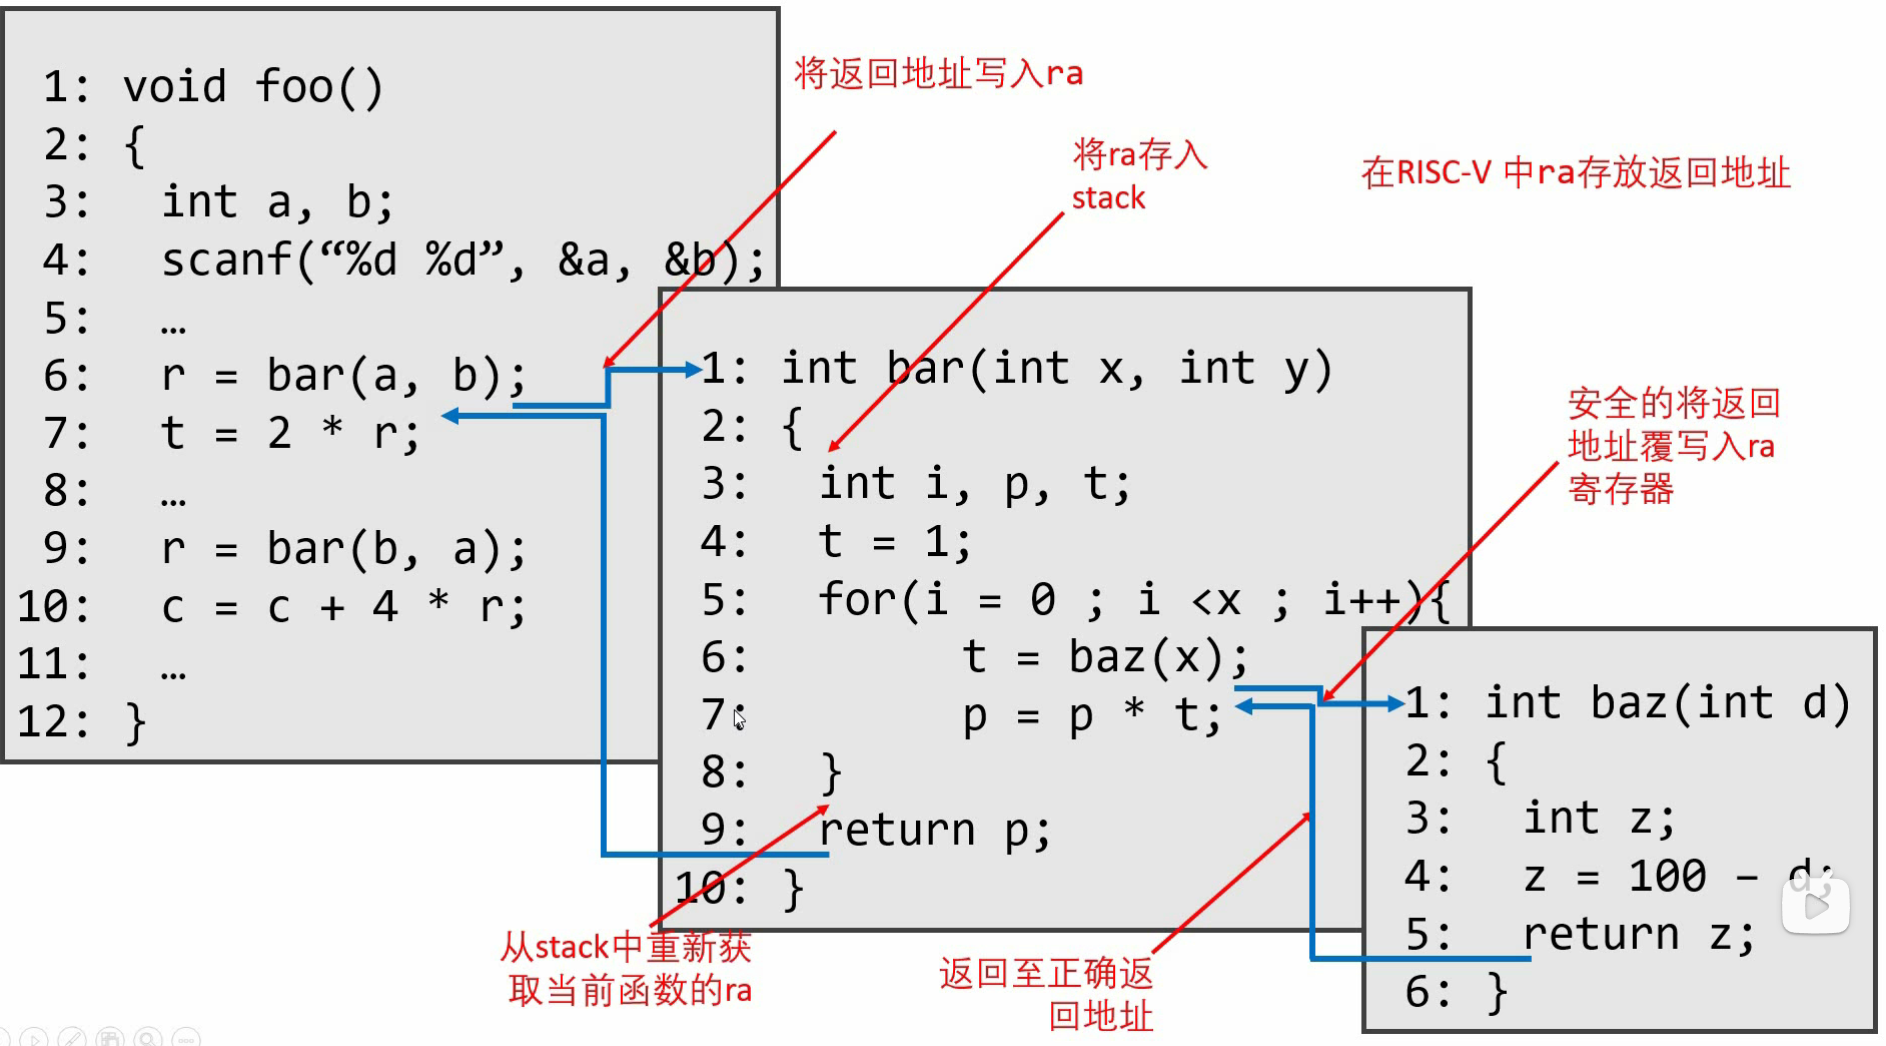 1: void foo()
2: {
3: int a, b;
4: scanf(“%d %d”, &a, &b);
5: …
6: r = bar(a, b);
7: t = 2 * r;
8: …
9: r = bar(b, a);
10: c = c + 4 * r;
11: …
12: }
将返回地址写入ra
将ra存入
stack
在RISC-V 中ra存放返回地址
1: int bar(int x, int y)
2: {
3: int i, p, t;
4: t = 1;
5: for(i = 0 ; i <x ; i++){
6: t = baz(x);
7: p = p * t;
8: }
9: return p;
10: }
安全的将返回
地址覆写入ra
寄存器
1: int baz(int d)
2: {
3: int z;
4: z = 100 – d;
5: return z;
6: }
从stack中重新获
取当前函数的ra
返回至正确返
回地址